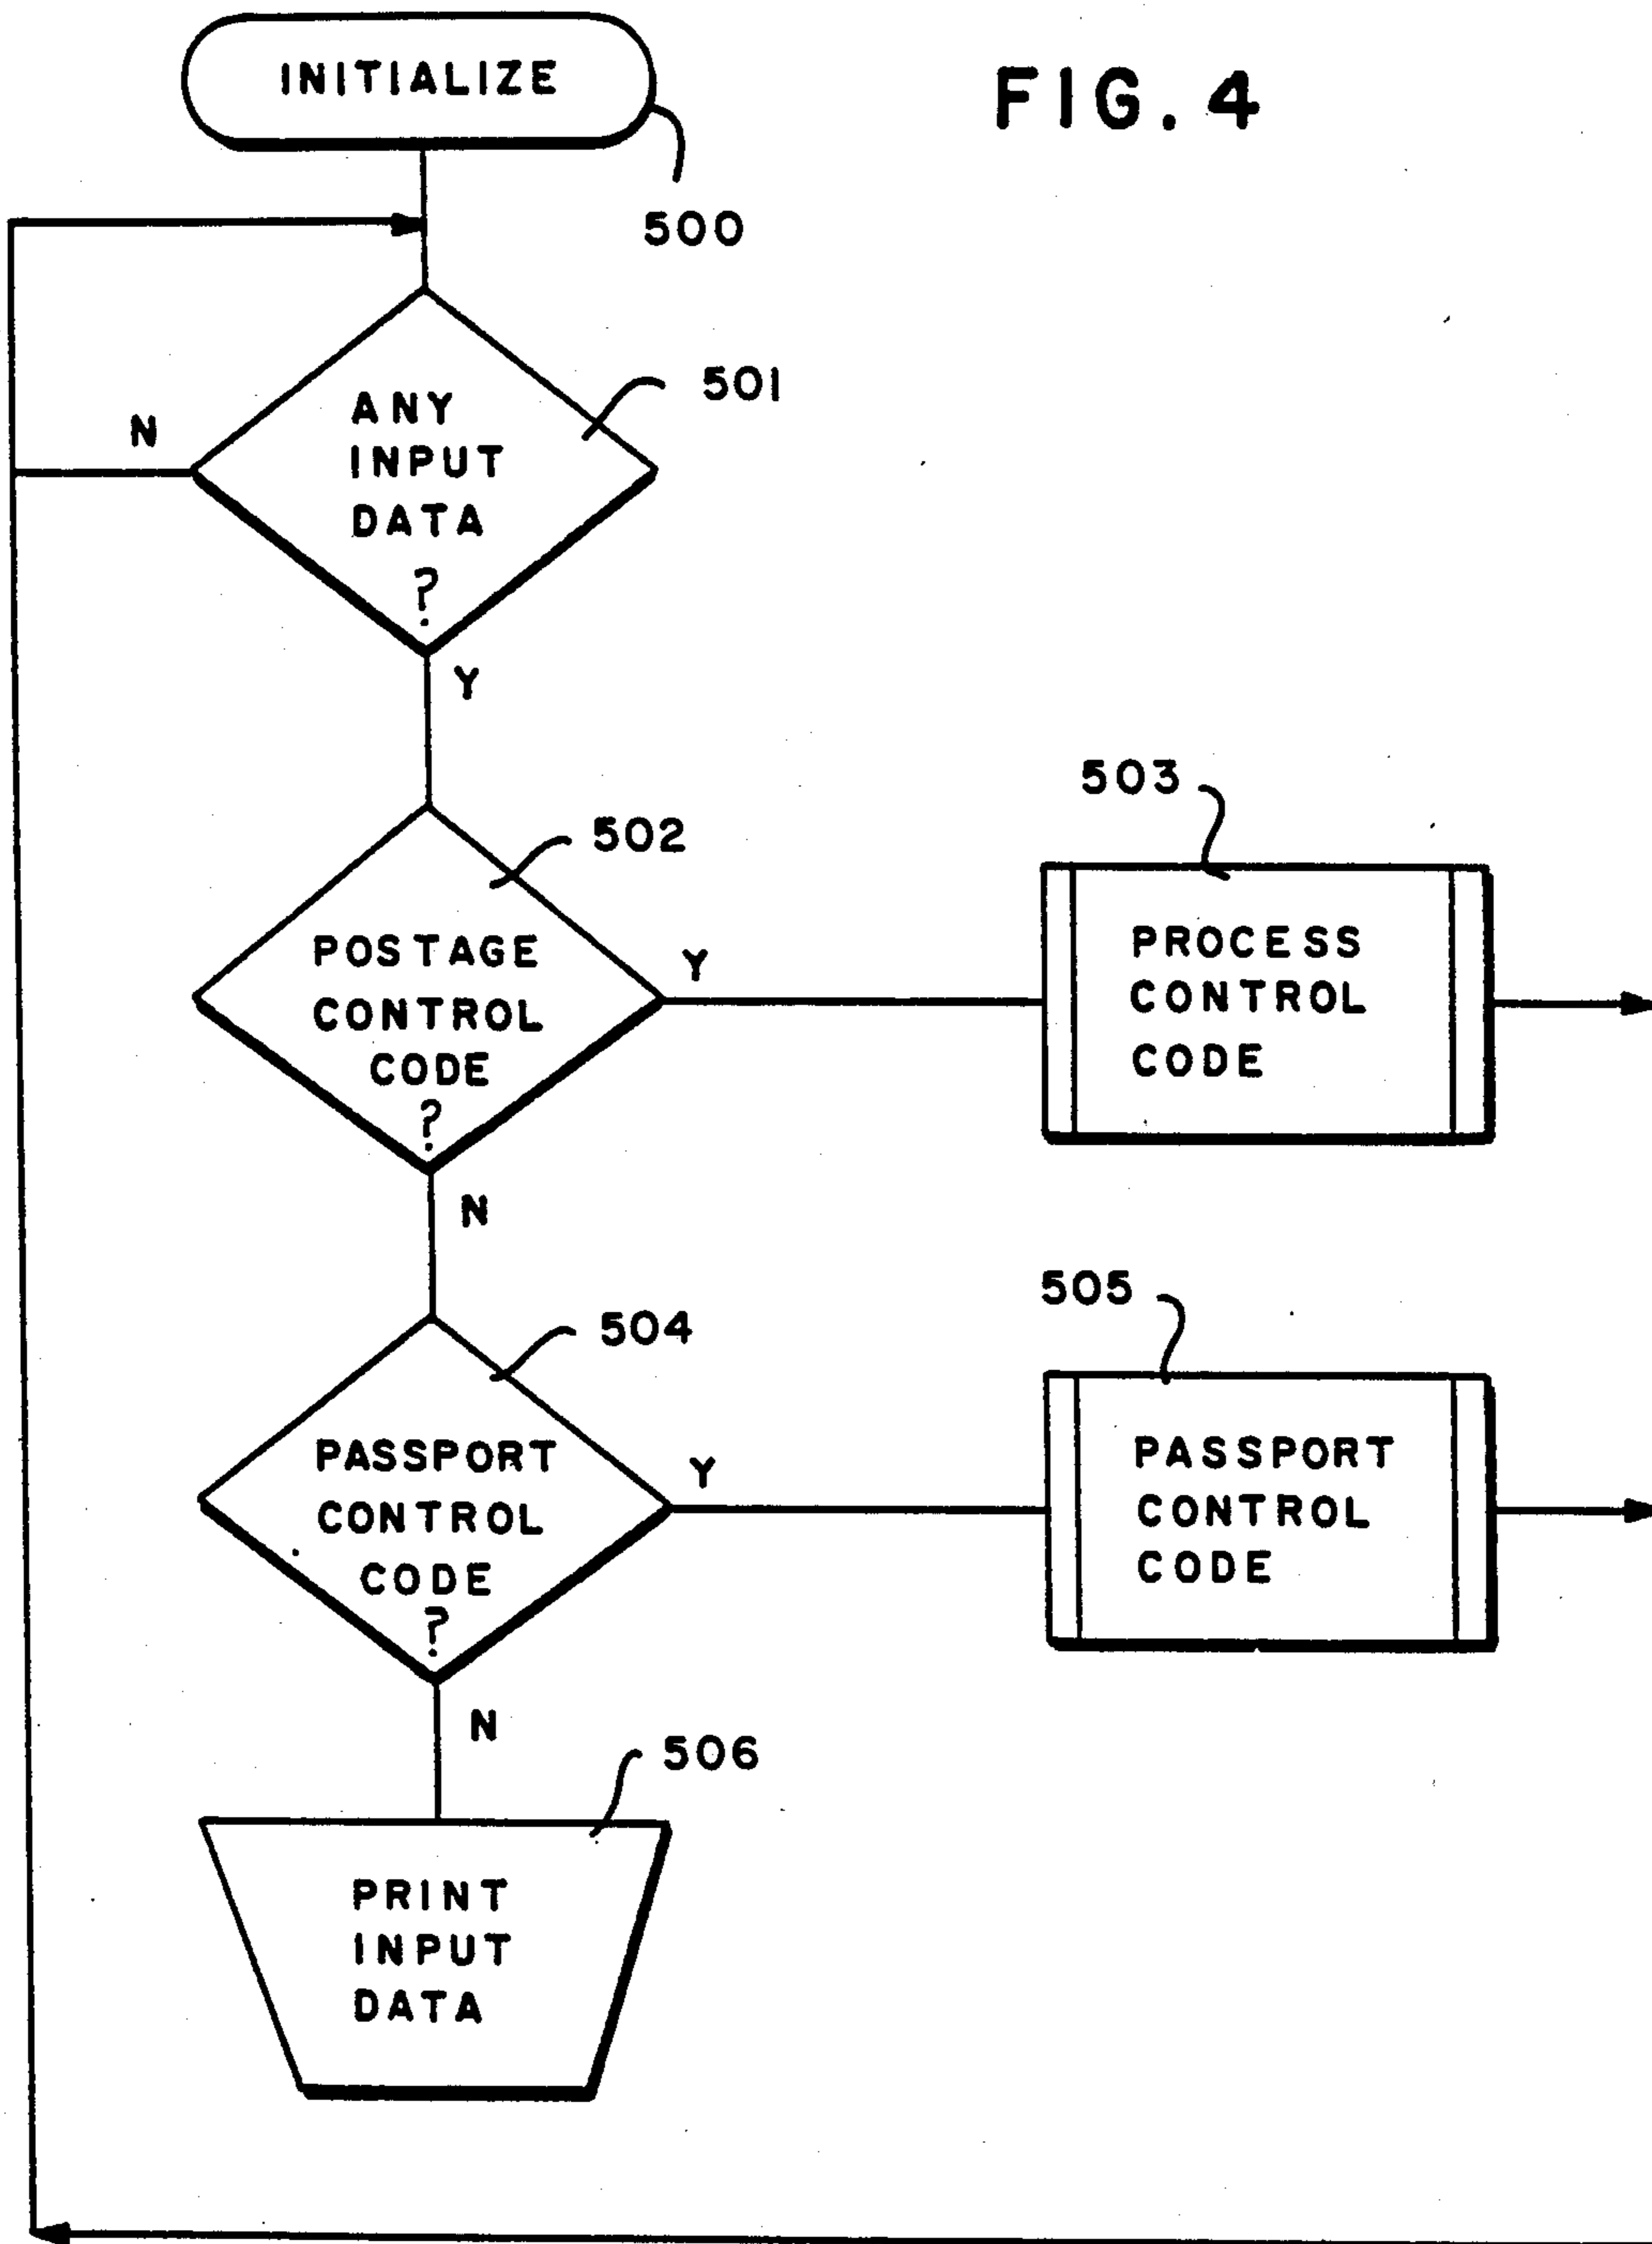 FIG. 4
INITIALIZE
500
ANY
INPUT
DATA
?
501
N
Y
502
POSTAGE
CONTROL
CODE
?
Y
N
503
PROCESS
CONTROL
CODE
504
PASSPORT
CONTROL
CODE
?
Y
N
505
PASSPORT
CONTROL
CODE
506
PRINT
INPUT
DATA